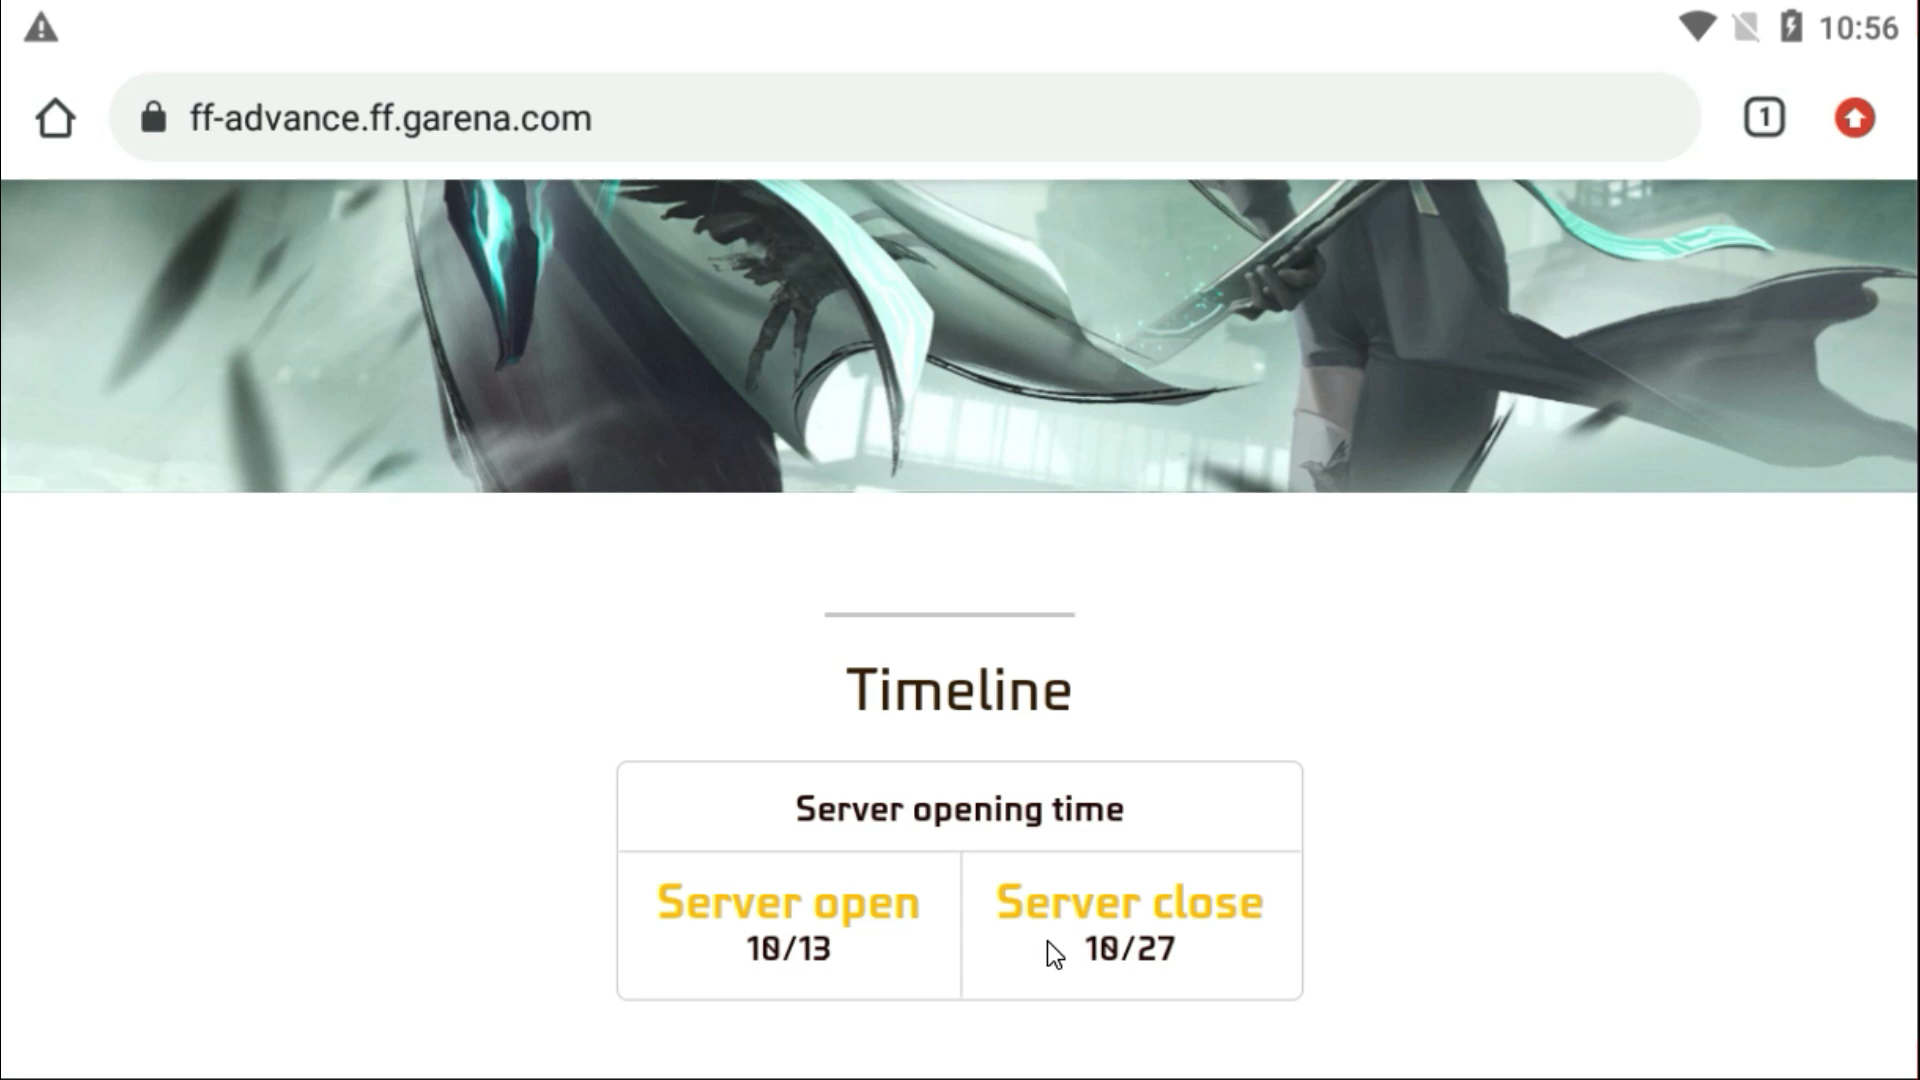 10:56
ff-advance.ff.garena.com
1
Timeline
Server opening time
Server open
Server close
10/13
10/27